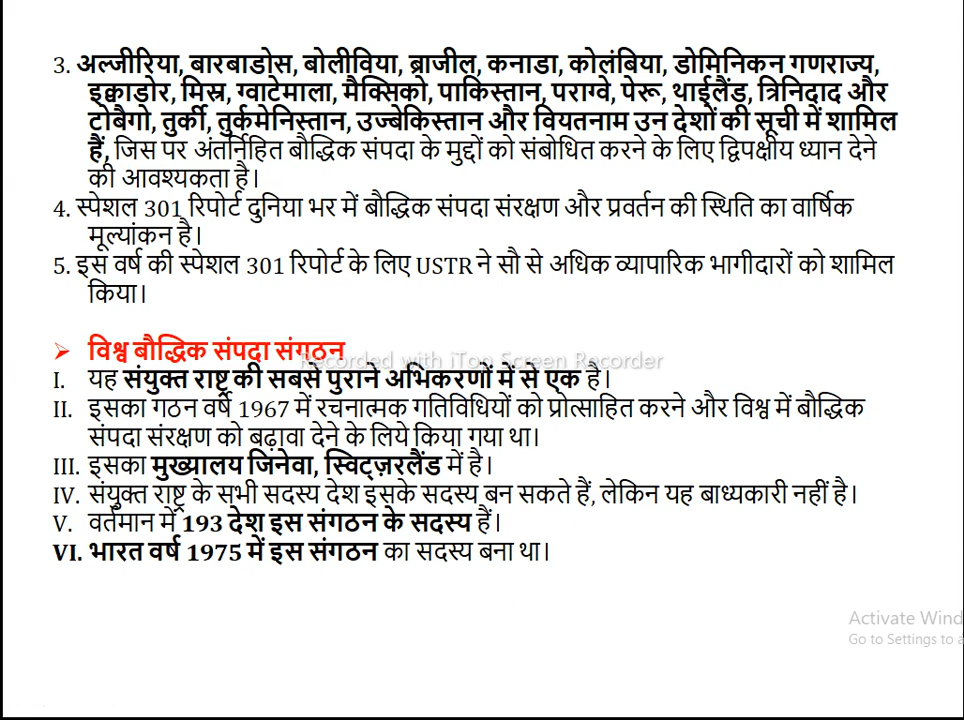 3. अल्जीरिया, बारबाडोस, बोलीविया, ब्राजील, कनाडा, कोलंबिया, डोमिनिकन गणराज्य,
इक्वाडोर, मिस्र, ग्वाटेमाला, मैक्सिको, पाकिस्तान, पराग्वे, पेरू, थाईलैंड, त्रिनिदाद और
टोबैगो, तुर्की, तुर्कमेनिस्तान, उज्बेकिस्तान और वियतनाम उन देशों की सूची में शामिल
हैं, जिस पर अंतर्निहित बौद्धिक संपदा के मुद्दों को संबोधित करने के लिए द्विपक्षीय ध्यान देने
की आवश्यकता है।
4. स्पेशल 301 रिपोर्ट दुनिया भर में बौद्धिक संपदा संरक्षण और प्रवर्तन की स्थिति का वार्षिक
मूल्यांकन है।
5. इस वर्ष की स्पेशल 301 रिपोर्ट के लिए USTR ने सौ से अधिक व्यापारिक भागीदारों को शामिल
किया।
➢ विश्व बौद्धिक संपदा संगठन
Recorded with iTop Screen Recorder
I. यह संयुक्त राष्ट्र की सबसे पुराने अभिकरणों में से एक है।
II. इसका गठन वर्ष 1967 में रचनात्मक गतिविधियों को प्रोत्साहित करने और विश्व में बौद्धिक
संपदा संरक्षण को बढ़ावा देने के लिये किया गया था।
III. इसका मुख्यालय जिनेवा, स्विट्ज़रलैंड में है।
IV. संयुक्त राष्ट्र के सभी सदस्य देश इसके सदस्य बन सकते हैं, लेकिन यह बाध्यकारी नहीं है।
V. वर्तमान में 193 देश इस संगठन के सदस्य हैं।
VI. भारत वर्ष 1975 में इस संगठन का सदस्य बना था।
Activate Wind
Go to Settings to a